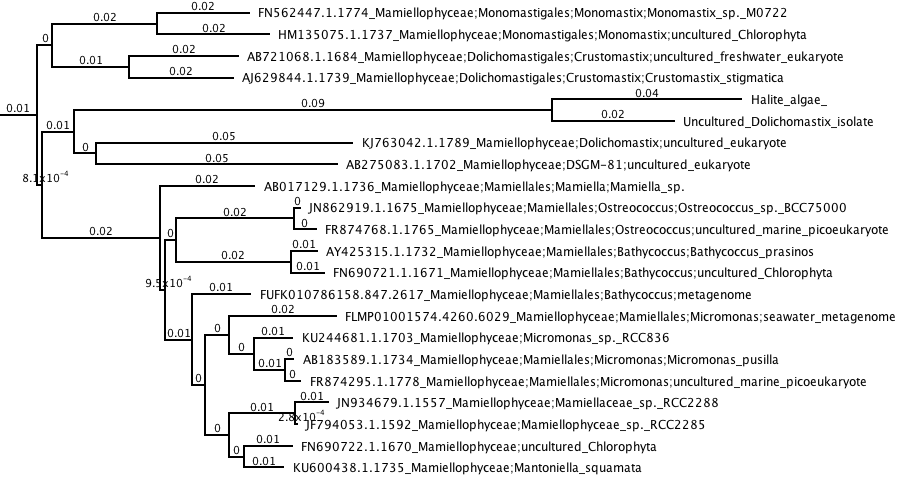 0.02
FN562447.1.1774_Mamiellophyceae;Monomastigales;Monomastix;Monomastix_sp._M0722
0.02
0.02
HM135075.1.1737_Mamiellophyceae;Monomastigales;Monomastix;uncultured_Chlorophyta
0
0.02
AB721068.1.1684_Mamiellophyceae;Dolichomastigales;Crustomastix;uncultured_freshwater_eukaryote
0.01
0.02
AJ629844.1.1739_Mamiellophyceae;Dolichomastigales;Crustomastix;Crustomastix_stigmatica
0.04
Halite_algae_
0.01
0.09
0.02
Uncultured_Dolichomastix_isolate
0.01
0.05
KJ763042.1.1789_Mamiellophyceae;Dolichomastix;uncultured_eukaryote
0
0.05
AB275083.1.1702_Mamiellophyceae;DSGM-81;uncultured_eukaryote
8.1x10⁻⁴
0.02
AB017129.1.1736_Mamiellophyceae;Mamiellales;Mamiella;Mamiella_sp.
0
JN862919.1.1675_Mamiellophyceae;Mamiellales;Ostreococcus;Ostreococcus_sp._BCC75000
0.02
0
FR874768.1.1765_Mamiellophyceae;Mamiellales;Ostreococcus;uncultured_marine_picoeukaryote
0.02
0
0.01
AY425315.1.1732_Mamiellophyceae;Mamiellales;Bathycoccus;Bathycoccus_prasinos
0.02
0.01
FN690721.1.1671_Mamiellophyceae;Mamiellales;Bathycoccus;uncultured_Chlorophyta
9.5x10⁻⁴
0.01
FUFK010786158.847.2617_Mamiellophyceae;Mamiellales;Bathycoccus;metagenome
0.02
FLMP01001574.4260.6029_Mamiellophyceae;Mamiellales;Micromonas;seawater_metagenome
0.01
0
0.01
KU244681.1.1703_Mamiellophyceae;Micromonas_sp._RCC836
0
0
AB183589.1.1734_Mamiellophyceae;Mamiellales;Micromonas;Micromonas_pusilla
0.01
0
FR874295.1.1778_Mamiellophyceae;Mamiellales;Micromonas;uncultured_marine_picoeukaryote
0
0.01
JN934679.1.1557_Mamiellophyceae;Mamiellaceae_sp._RCC2288
0.01
2.8x10⁻⁴
JF794053.1.1592_Mamiellophyceae;Mamiellophyceae_sp._RCC2285
0
0.01
FN690722.1.1670_Mamiellophyceae;uncultured_Chlorophyta
0
0.01
KU600438.1.1735_Mamiellophyceae;Mantoniella_squamata